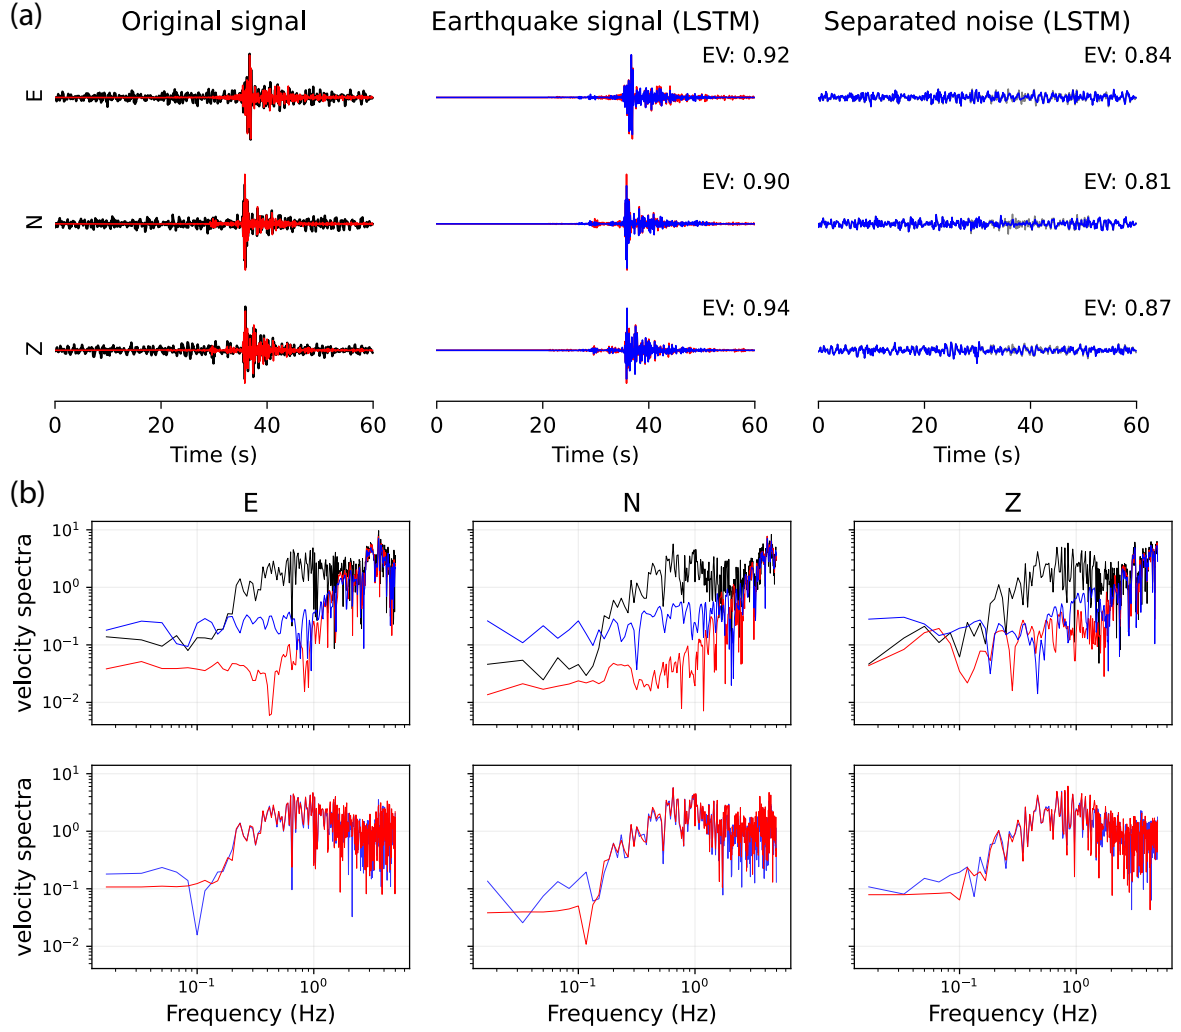 (a)
Original signal
Earthquake signal (LSTM)
Separated noise (LSTM)
E
EV: 0.92
EV: 0.84
N
EV: 0.90
EV: 0.81
Z
EV: 0.94
EV: 0.87
0 20 40 60
0 20 40 60
0 20 40 60
Time (s)
Time (s)
Time (s)
(b)
E
N
Z
velocity spectra
10^1
10^0
10^-1
10^-2
velocity spectra
10^1
10^0
10^-1
10^-2
10^-1 10^0
10^-1 10^0
10^-1 10^0
Frequency (Hz)
Frequency (Hz)
Frequency (Hz)